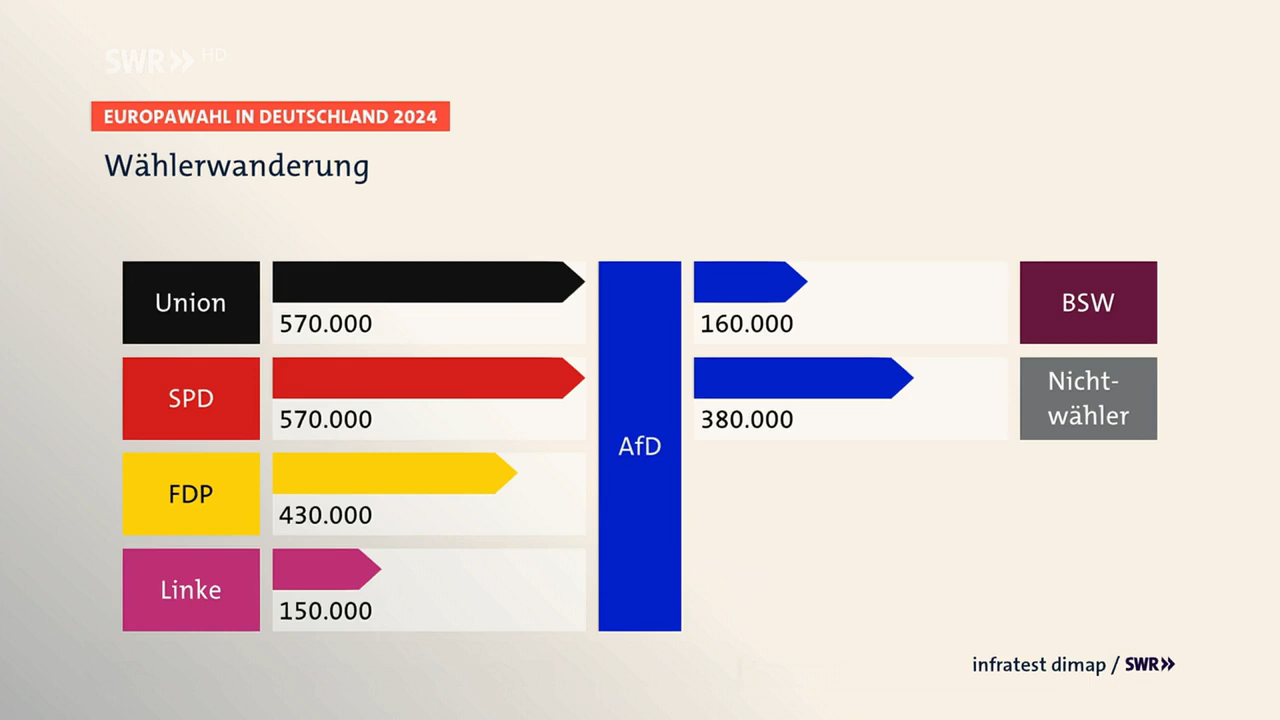 SWR» HD
EUROPAWAHL IN DEUTSCHLAND 2024
Wählerwanderung
Union
570.000
160.000
BSW
SPD
570.000
380.000
Nicht-
wähler
AfD
FDP
430.000
Linke
150.000
infratest dimap / SWR»